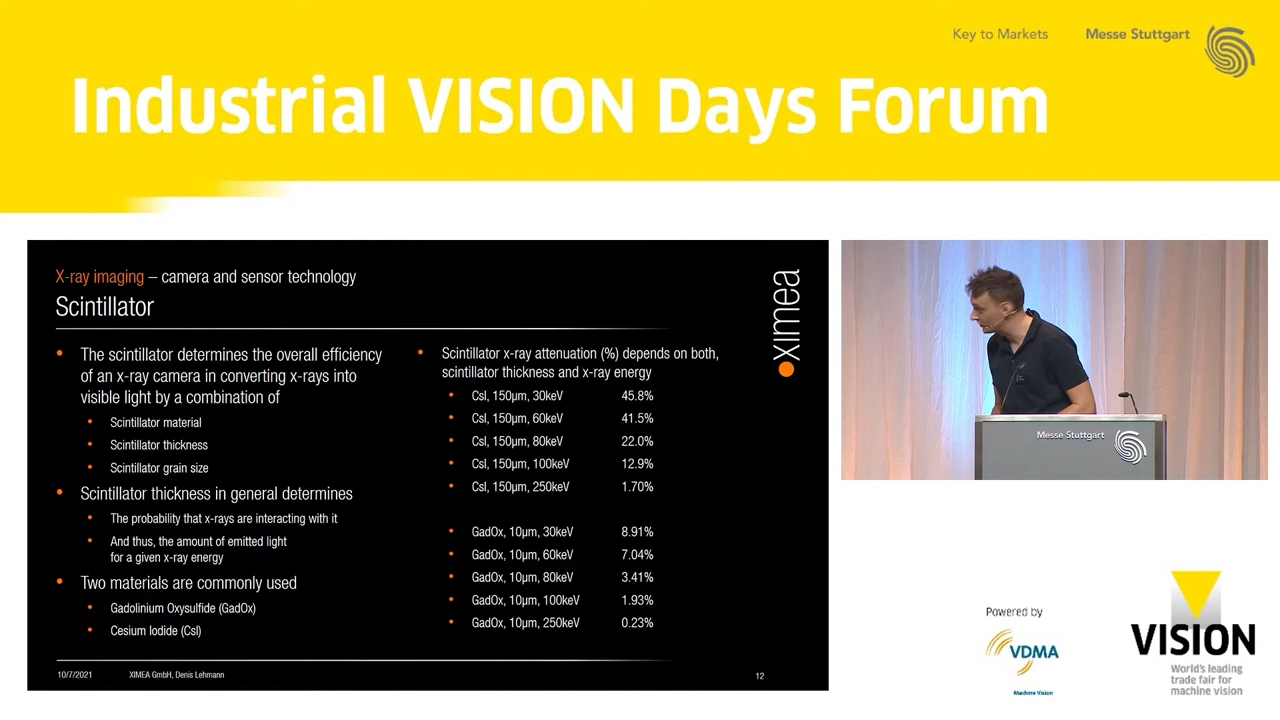 Key to Markets
Messe Stuttgart
Industrial VISION Days Forum
X-ray imaging – camera and sensor technology
Scintillator
ximea
• The scintillator determines the overall efficiency
of an x-ray camera in converting x-rays into
visible light by a combination of
• Scintillator material
• Scintillator thickness
• Scintillator grain size
• Scintillator thickness in general determines
• The probability that x-rays are interacting with it
• And thus, the amount of emitted light
for a given x-ray energy
• Two materials are commonly used
• Gadolinium Oxysulfide (GadOx)
• Cesium Iodide (CsI)
• Scintillator x-ray attenuation (%) depends on both,
scintillator thickness and x-ray energy
• CsI, 150µm, 30keV 45.8%
• CsI, 150µm, 60keV 41.5%
• CsI, 150µm, 80keV 22.0%
• CsI, 150µm, 100keV 12.9%
• CsI, 150µm, 250keV 1.70%
• GadOx, 10µm, 30keV 8.91%
• GadOx, 10µm, 60keV 7.04%
• GadOx, 10µm, 80keV 3.41%
• GadOx, 10µm, 100keV 1.93%
• GadOx, 10µm, 250keV 0.23%
10/7/2021 XIMEA GmbH, Denis Lehmann 12
Messe Stuttgart
Powered by
VDMA
Machine Vision
VISION
World's leading
trade fair for
machine vision